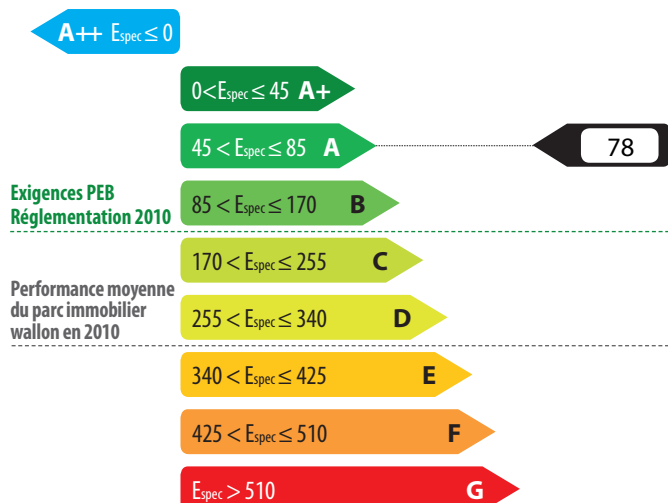 A++ Espec ≤ 0
0<Espec ≤ 45 A+
45 < Espec ≤ 85 A
78
Exigences PEB
Réglementation 2010
85 < Espec ≤ 170 B
170 < Espec ≤ 255 C
Performance moyenne
du parc immobilier
wallon en 2010
255 < Espec ≤ 340 D
340 < Espec ≤ 425 E
425 < Espec ≤ 510 F
Espec > 510 G